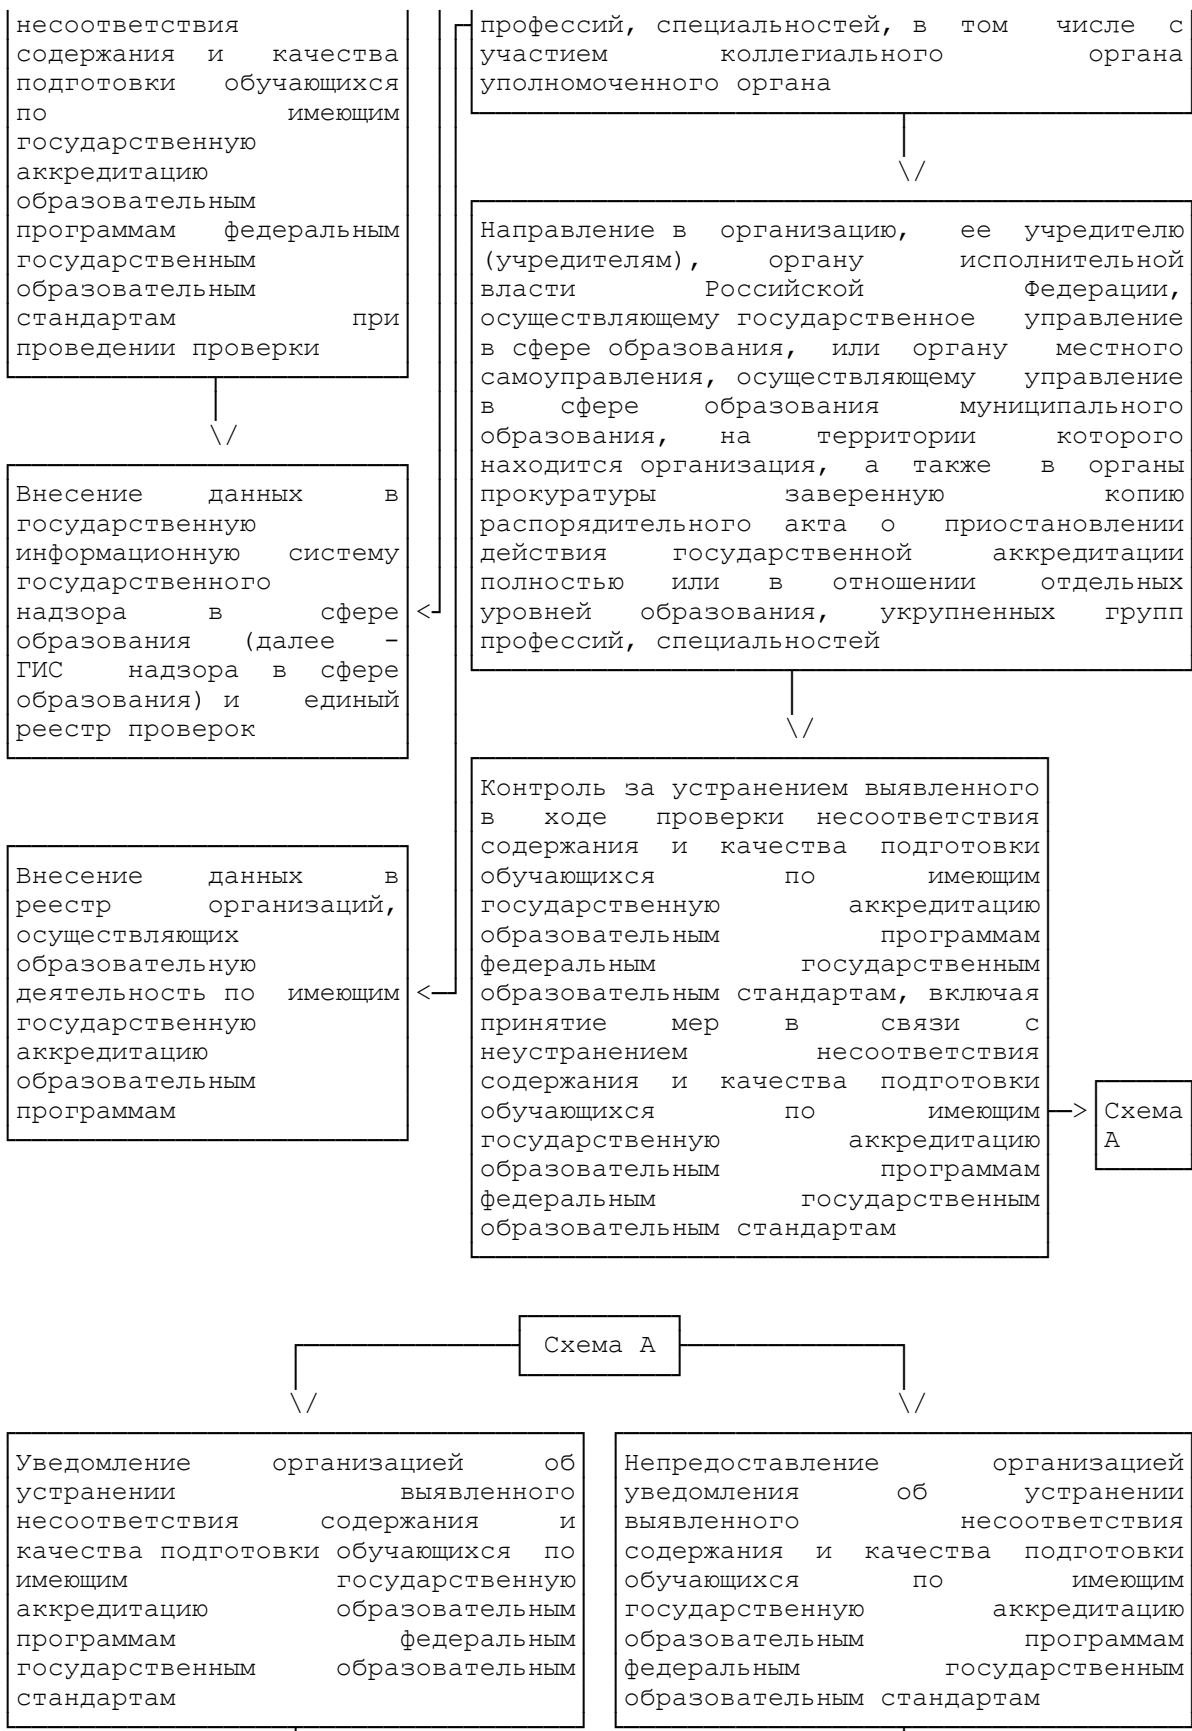 несоответствия
содержания и качества
подготовки обучающихся
по имеющим
государственную
аккредитацию
образовательным
программам федеральным
государственным
образовательным
стандартам при
проведении проверки
профессий, специальностей, в том числе с
участием коллегиального органа
уполномоченного органа
\/
\/
Направление в организацию, ее учредителю
(учредителям), органу исполнительной
власти Российской Федерации,
осуществляющему государственное управление
в сфере образования, или органу местного
самоуправления, осуществляющему управление
в сфере образования муниципального
образования, на территории которого
находится организация, а также в органы
прокуратуры заверенную копию
распорядительного акта о приостановлении
действия государственной аккредитации
полностью или в отношении отдельных
уровней образования, укрупненных групп
профессий, специальностей
Внесение данных в
государственную
информационную систему
государственного
надзора в сфере
образования (далее -
ГИС надзора в сфере
образования) и единый
реестр проверок
<
\/
Контроль за устранением выявленного
в ходе проверки несоответствия
содержания и качества подготовки
обучающихся по имеющим
государственную аккредитацию
образовательным программам
федеральным государственным
образовательным стандартам, включая
принятие мер в связи с
неустранением несоответствия
содержания и качества подготовки
обучающихся по имеющим
государственную аккредитацию
образовательным программам
федеральным государственным
образовательным стандартам
Внесение данных в
реестр организаций,
осуществляющих
образовательную
деятельность по имеющим
государственную
аккредитацию
образовательным
программам
<
>
Схема
А
Схема А
\/
\/
Уведомление организацией об
устранении выявленного
несоответствия содержания и
качества подготовки обучающихся по
имеющим государственную
аккредитацию образовательным
программам федеральным
государственным образовательным
стандартам
Непредоставление организацией
уведомления об устранении
выявленного несоответствия
содержания и качества подготовки
обучающихся по имеющим
государственную аккредитацию
образовательным программам
федеральным государственным
образовательным стандартам